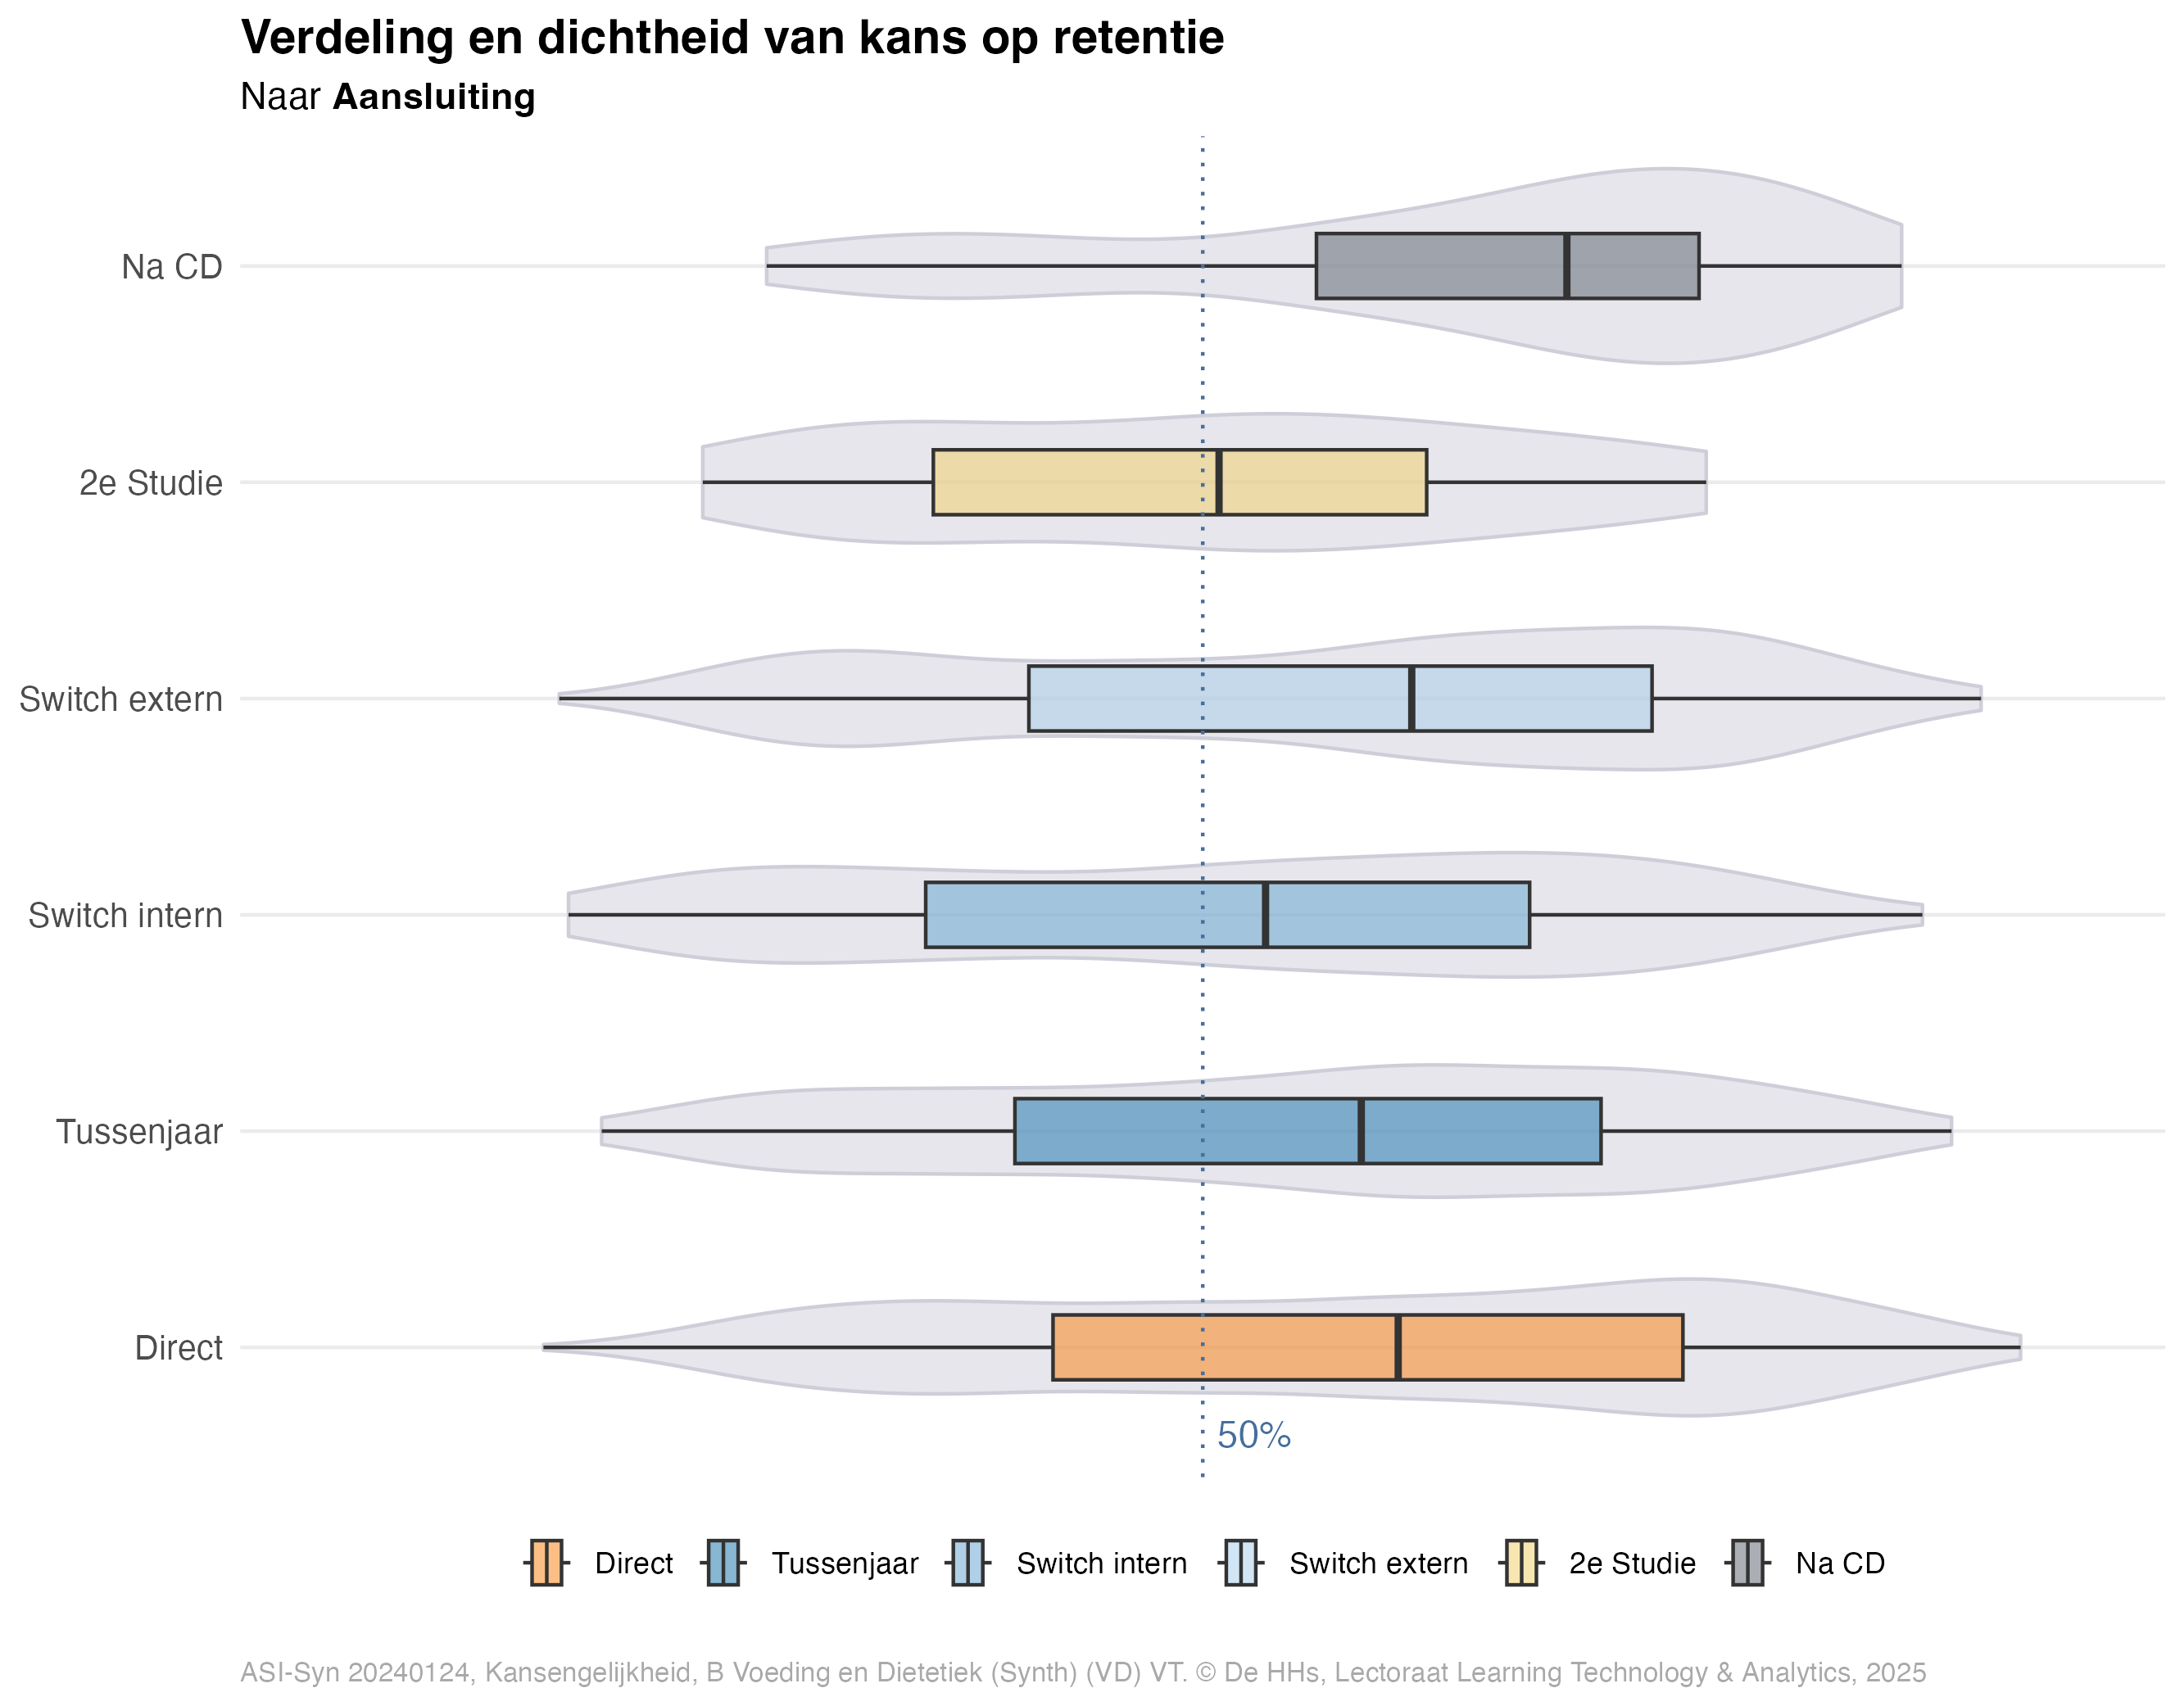 Verdeling en dichtheid van kans op retentie
Naar Aansluiting
Na CD
2e Studie
Switch extern
Switch intern
Tussenjaar
Direct
50%
Direct Tussenjaar Switch intern Switch extern 2e Studie Na CD
ASI-Syn 20240124, Kansengelijkheid, B Voeding en Dietetiek (Synth) (VD) VT. © De HHs, Lectoraat Learning Technology & Analytics, 2025